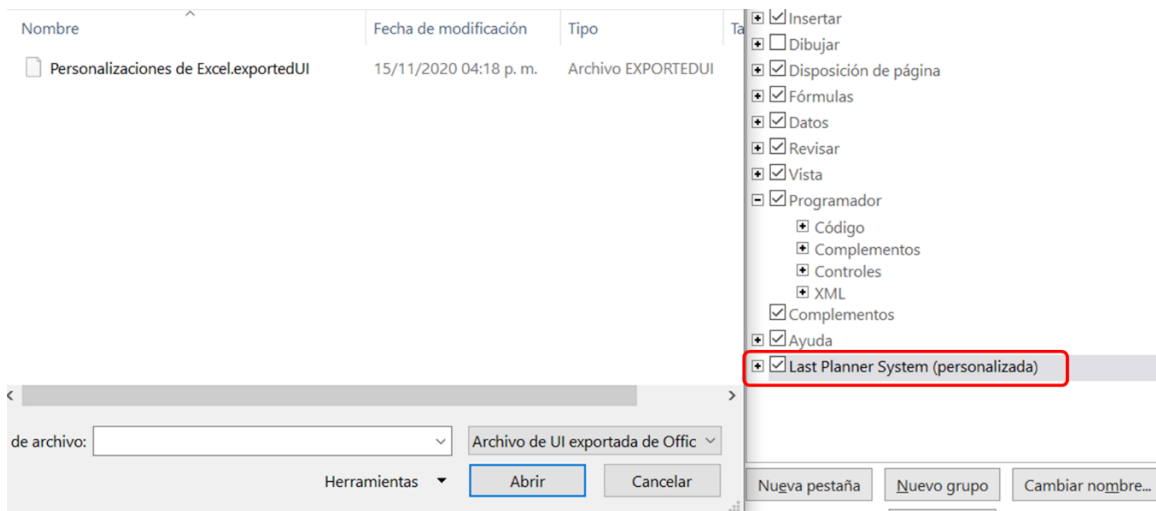 Nombre Fecha de modificación Tipo Ta
Personalizaciones de Excel.exportedUI 15/11/2020 04:18 p. m. Archivo EXPORTEDUI
de archivo: Archivo de UI exportada de Offic
Herramientas Abrir Cancelar
Insertar
Dibujar
Disposición de página
Fórmulas
Datos
Revisar
Vista
Programador
Código
Complementos
Controles
XML
Complementos
Ayuda
Last Planner System (personalizada)
Nueva pestaña Nuevo grupo Cambiar nombre...